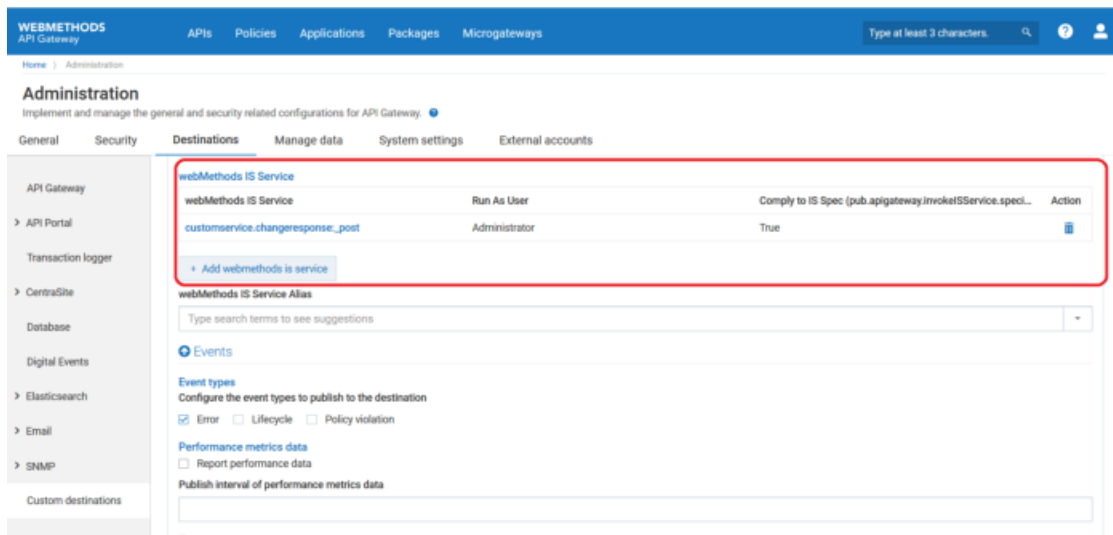 WEBMETHODS
API Gateway
APIs Policies Applications Packages Microgateways
Type at least 3 characters.
Home > Administration
Administration
Implement and manage the general and security related configurations for API Gateway.
General Security Destinations Manage data System settings External accounts
API Gateway
> API Portal
Transaction logger
> CentraSite
Database
Digital Events
> Elasticsearch
> Email
> SNMP
Custom destinations
webMethods IS Service
webMethods IS Service Run As User Comply to IS Spec (pub.apigateway.invokeISService.speci... Action
customservice.changeresponse:_post Administrator True
+ Add webmethods is service
webMethods IS Service Alias
Type search terms to see suggestions
Events
Event types
Configure the event types to publish to the destination
Error Lifecycle Policy violation
Performance metrics data
Report performance data
Publish interval of performance metrics data